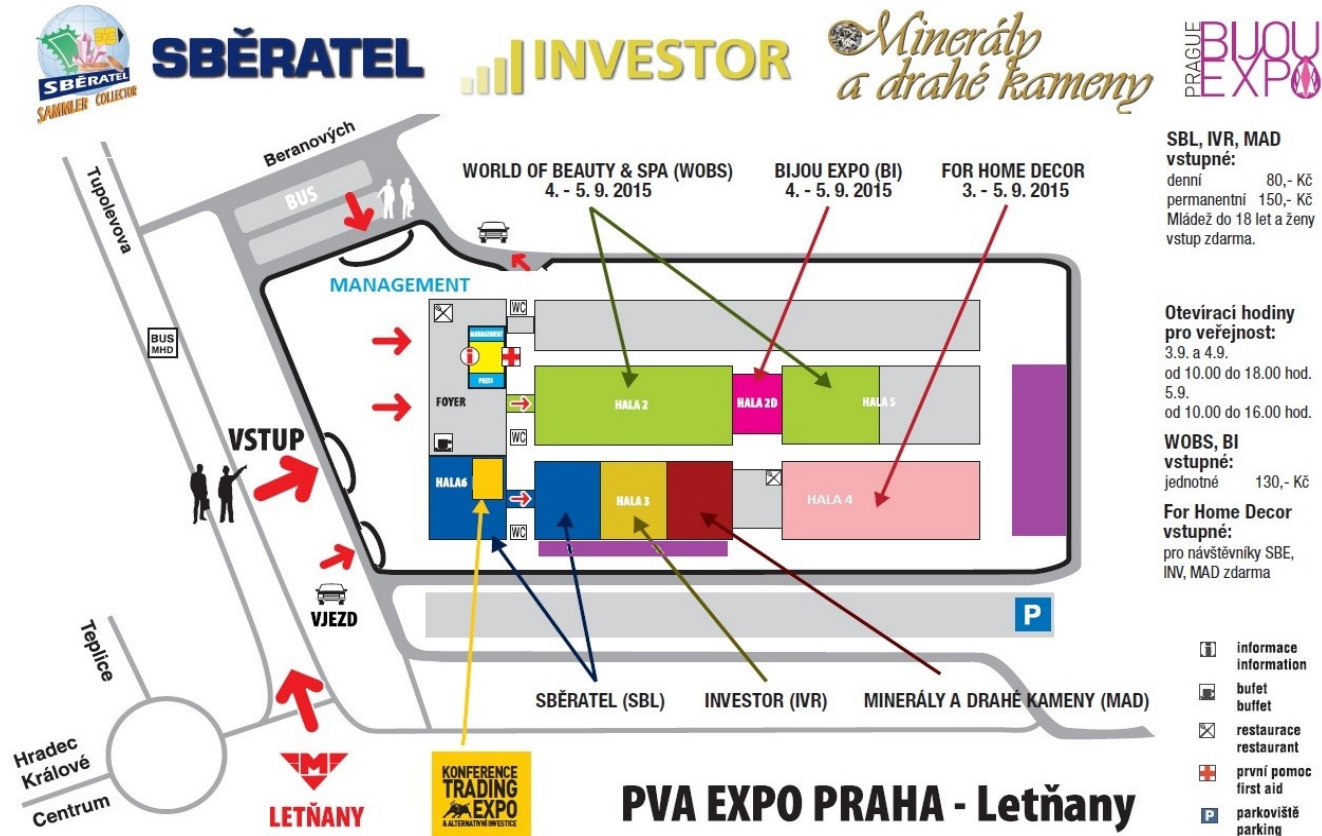 SBĚRATEL
SAMMLER COLLECTOR
SBĚRATEL
INVESTOR
Minerály
a drahé kameny
PRAGUE
BIJOU
EXPO
Beranových
Tupolevova
BUS
WORLD OF BEAUTY & SPA (WOBS)
4. - 5. 9. 2015
BIJOU EXPO (BI)
4. - 5. 9. 2015
FOR HOME DECOR
3. - 5. 9. 2015
SBL, IVR, MAD
vstupné:
denní 80,- Kč
permanentní 150,- Kč
Mládež do 18 let a ženy
vstup zdarma.
Otevírací hodiny
pro veřejnost:
3.9. a 4.9.
od 10.00 do 18.00 hod.
5.9.
od 10.00 do 16.00 hod.
WOBS, BI
vstupné:
jednotné 130,- Kč
For Home Decor
vstupné:
pro návštěvníky SBE,
INV, MAD zdarma
MANAGEMENT
BUS
MHD
WC
MANAGEMENT
PRESS
FOYER
HALA 2
HALA 2D
HALA 5
WC
VSTUP
HALA6
HALA 3
HALA 4
WC
VJEZD
P
Teplice
Hradec
Králové
Centrum
LETŇANY
SBĚRATEL (SBL)
INVESTOR (IVR)
MINERÁLY A DRAHÉ KAMENY (MAD)
KONFERENCE
TRADING
EXPO
& ALTERNATIVNÍ INVESTICE
PVA EXPO PRAHA - Letňany
informace
information
bufet
buffet
restaurace
restaurant
první pomoc
first aid
P
parkoviště
parking